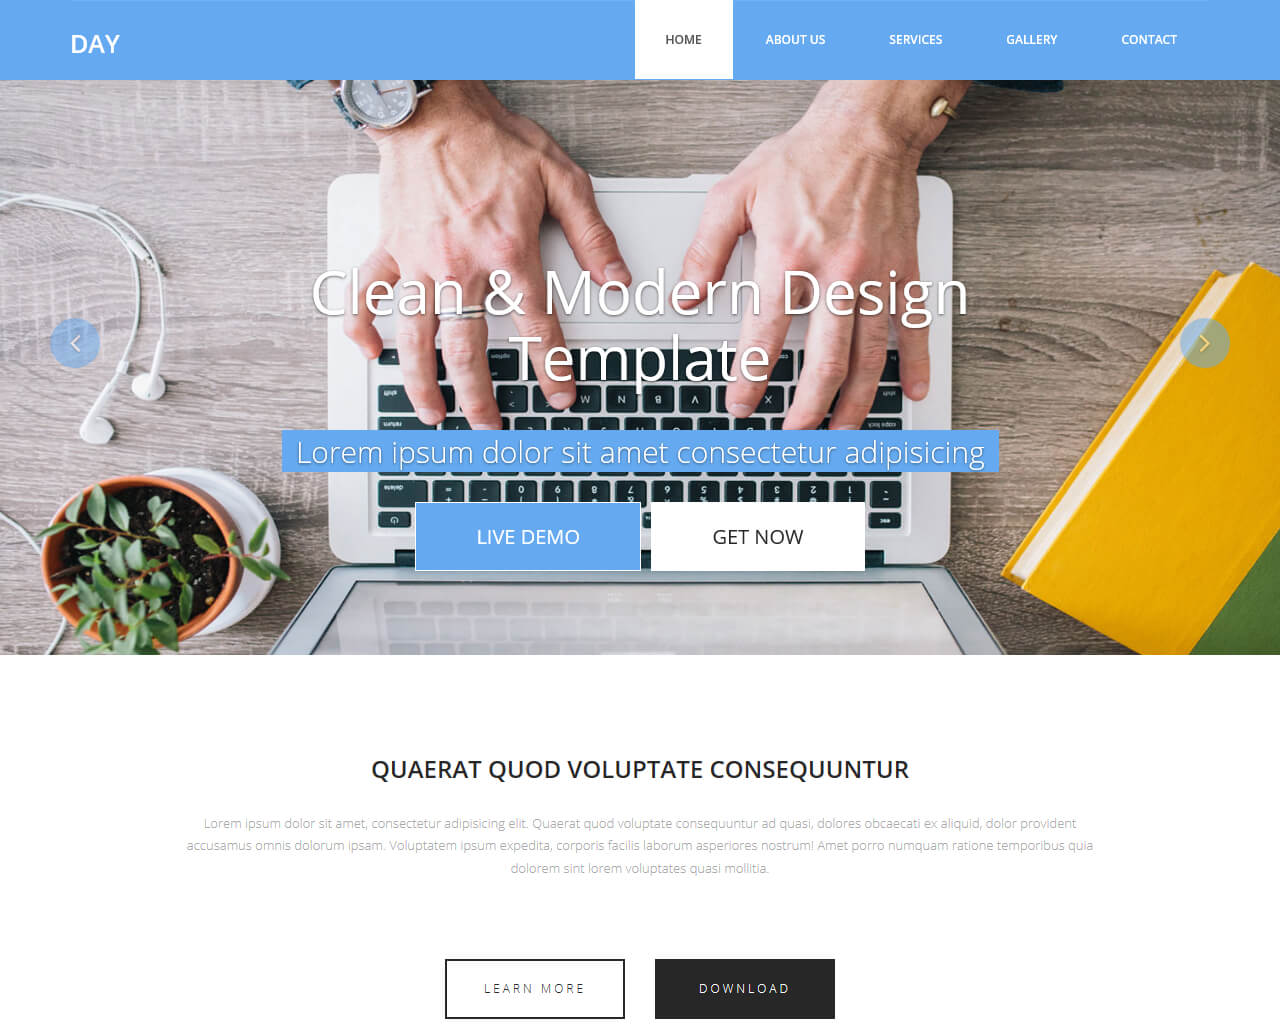 DAY
HOME
ABOUT US
SERVICES
GALLERY
CONTACT
Clean & Modern Design
Template
Lorem ipsum dolor sit amet consectetur adipisicing
LIVE DEMO
GET NOW
QUAERAT QUOD VOLUPTATE CONSEQUUNTUR
Lorem ipsum dolor sit amet, consectetur adipisicing elit. Quaerat quod voluptate consequuntur ad quasi, dolores obcaecati ex aliquid, dolor provident
accusamus omnis dolorum ipsam. Voluptatem ipsum expedita, corporis facilis laborum asperiores nostrum! Amet porro numquam ratione temporibus quia
dolorem sint lorem voluptates quasi mollitia.
LEARN MORE
DOWNLOAD